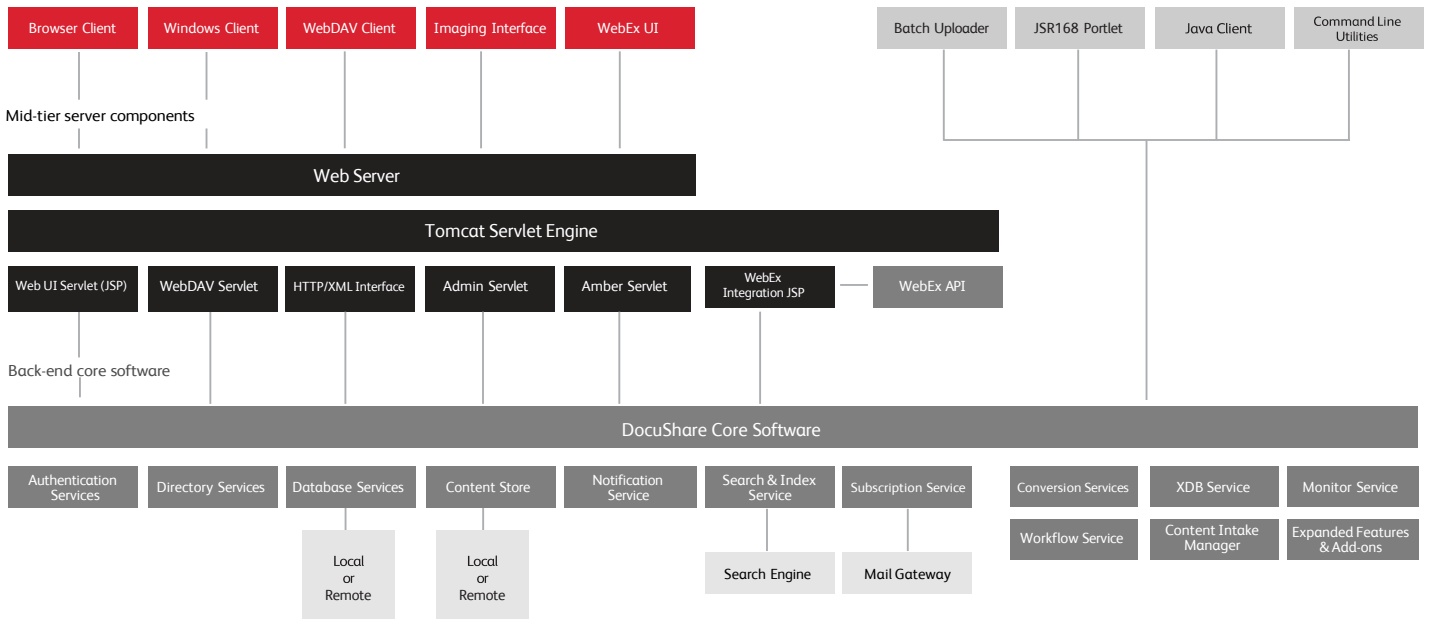 Browser Client
Windows Client
WebDAV Client
Imaging Interface
WebEx UI
Batch Uploader
JSR168 Portlet
Java Client
Command Line
Utilities
Mid-tier server components
Web Server
Tomcat Servlet Engine
Web UI Servlet (JSP)
WebDAV Servlet
HTTP/XML Interface
Admin Servlet
Amber Servlet
WebEx
Integration JSP
WebEx API
Back-end core software
DocuShare Core Software
Authentication
Services
Directory Services
Database Services
Content Store
Notification
Service
Search & Index
Service
Subscription Service
Conversion Services
XDB Service
Monitor Service
Workflow Service
Content Intake
Manager
Expanded Features
& Add-ons
Local
or
Remote
Local
or
Remote
Search Engine
Mail Gateway